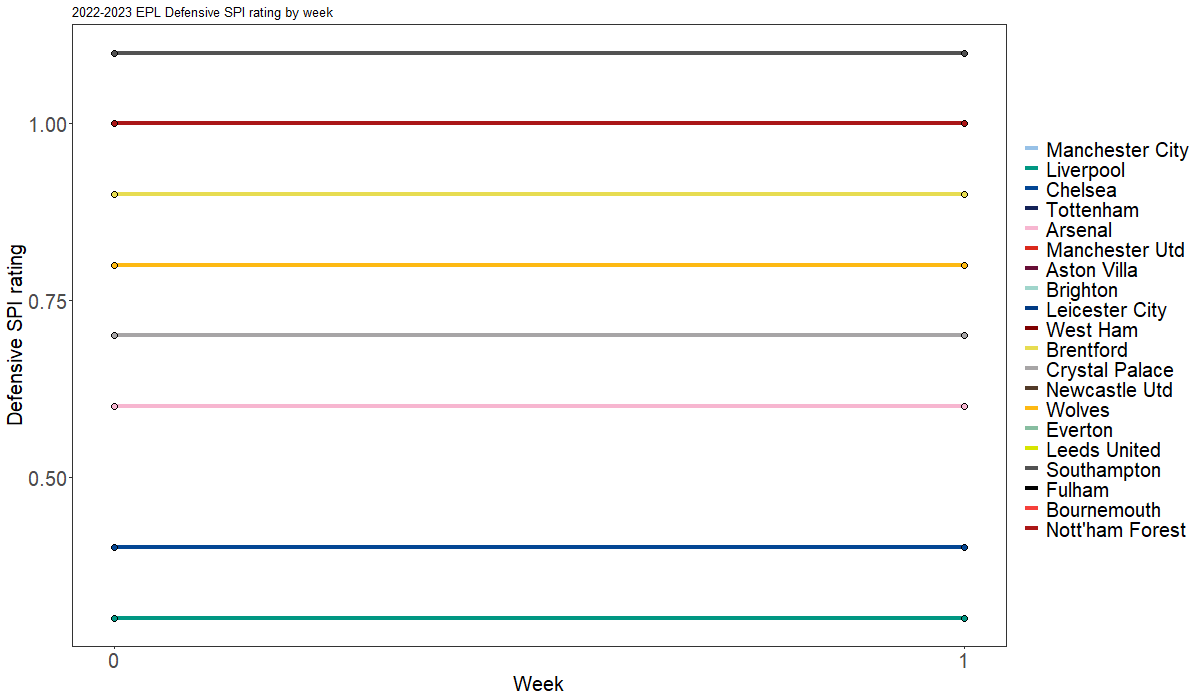 2022-2023 EPL Defensive SPI rating by week
1.00
0.75
0.50
Defensive SPI rating
0
1
Week
Manchester City
Liverpool
Chelsea
Tottenham
Arsenal
Manchester Utd
Aston Villa
Brighton
Leicester City
West Ham
Brentford
Crystal Palace
Newcastle Utd
Wolves
Everton
Leeds United
Southampton
Fulham
Bournemouth
Nott'ham Forest